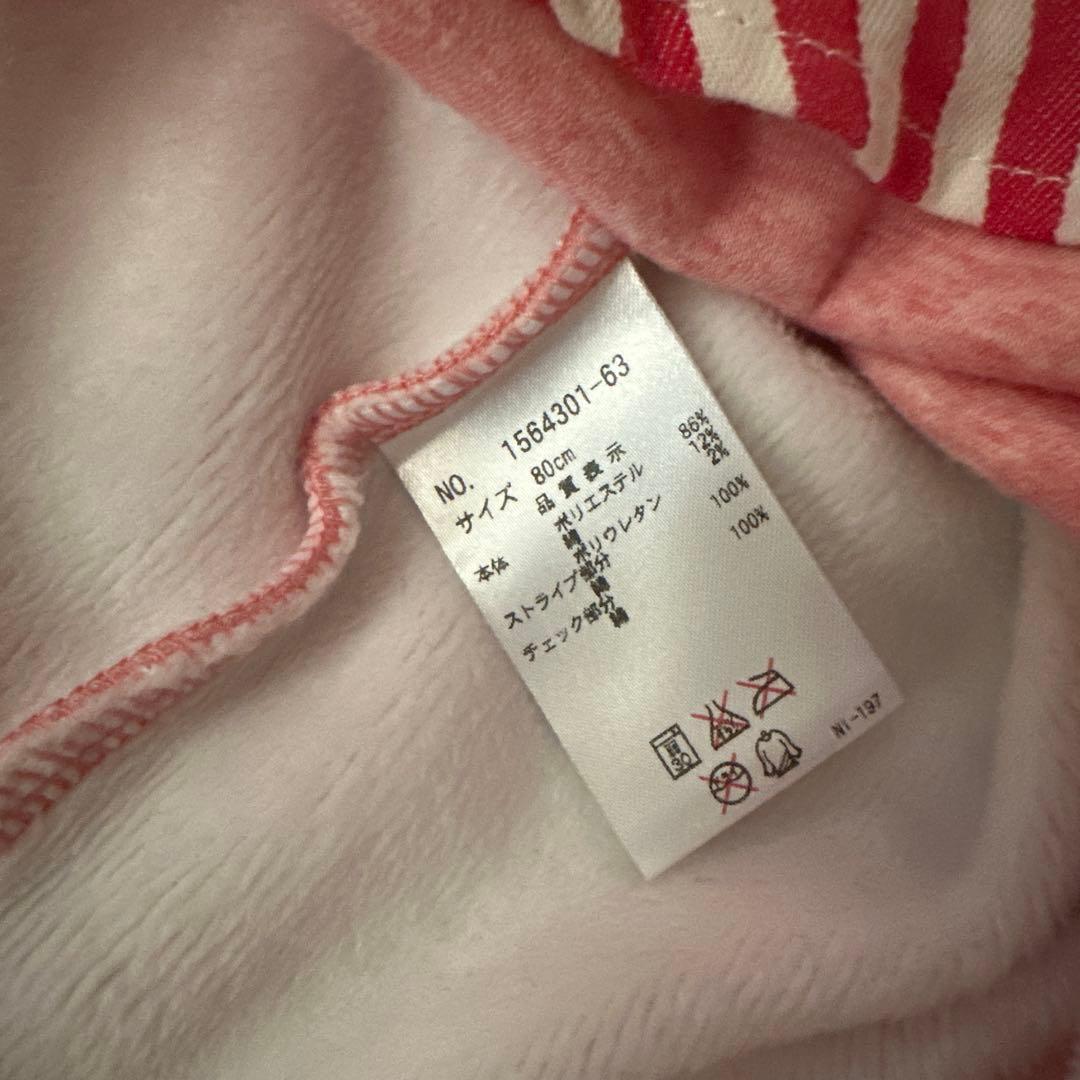 NO. 1564301-63
サイズ 80cm
品質表示
本体 ポリエステル 86%
綿 12%
ポリウレタン 2%
ストライプ部分
綿 100%
チェック部分
綿 100%
30
NI-197